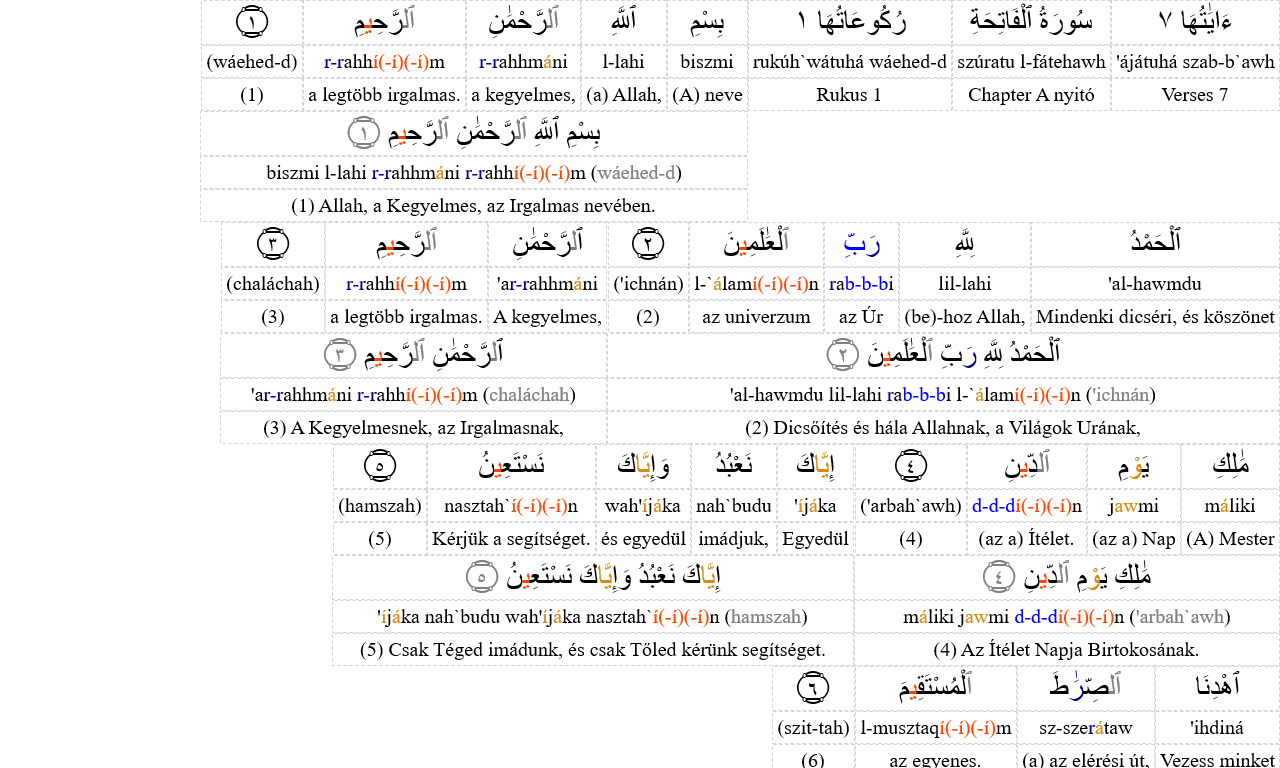 ءَايَٰتُهَا ٧ سُورَةُ ٱلْفَاتِحَةِ رُكُوعَاتُهَا ١ بِسْمِ ٱللَّهِ ٱلرَّحْمَٰنِ ٱلرَّحِيمِ ١
'ájátuhá szab-b`awh szúratu l-fátehawh rukúh`wátuhá wáehed-d biszmi l-lahi r-rahhmáni r-rahhí(-í)(-í)m (wáehed-d)
Verses 7 Chapter A nyitó Rukus 1 (A) neve (a) Allah, a kegyelmes, a legtöbb irgalmas. (1)
بِسْمِ ٱللَّهِ ٱلرَّحْمَٰنِ ٱلرَّحِيمِ ١
biszmi l-lahi r-rahhmáni r-rahhí(-í)(-í)m (wáehed-d)
(1) Allah, a Kegyelmes, az Irgalmas nevében.
ٱلْحَمْدُ لِلَّهِ رَبِّ ٱلْعَٰلَمِينَ ٢ ٱلرَّحْمَٰنِ ٱلرَّحِيمِ ٣
'al-hawmdu lil-lahi rab-b-bi l-`álamí(-í)(-í)n ('ichnán) 'ar-rahhmáni r-rahhí(-í)(-í)m (chaláchah)
Mindenki dicséri, és köszönet (be)-hoz Allah, az Úr az univerzum (2) A kegyelmes, a legtöbb irgalmas. (3)
ٱلْحَمْدُ لِلَّهِ رَبِّ ٱلْعَٰلَمِينَ ٢ ٱلرَّحْمَٰنِ ٱلرَّحِيمِ ٣
'al-hawmdu lil-lahi rab-b-bi l-`álamí(-í)(-í)n ('ichnán) 'ar-rahhmáni r-rahhí(-í)(-í)m (chaláchah)
(2) Dicsőítés és hála Allahnak, a Világok Urának, (3) A Kegyelmesnek, az Irgalmasnak,
مَٰلِكِ يَوْمِ ٱلدِّينِ ٤ إِيَّاكَ نَعْبُدُ وَإِيَّاكَ نَسْتَعِينُ ٥
máliki jawmi d-d-dí(-í)(-í)n ('arbah`awh) 'íjáka nah`budu wah'íjáka nasztah`í(-í)(-í)n (hamszah)
(A) Mester (az a) Nap (az a) Ítélet. (4) Egyedül imádjuk, és egyedül Kérjük a segítséget. (5)
مَٰلِكِ يَوْمِ ٱلدِّينِ ٤ إِيَّاكَ نَعْبُدُ وَإِيَّاكَ نَسْتَعِينُ ٥
máliki jawmi d-d-dí(-í)(-í)n ('arbah`awh) 'íjáka nah`budu wah'íjáka nasztah`í(-í)(-í)n (hamszah)
(4) Az Ítélet Napja Birtokosának. (5) Csak Téged imádunk, és csak Tőled kérünk segítséget.
ٱهْدِنَا ٱلصِّرَٰطَ ٱلْمُسْتَقِيمَ ٦
'ihdiná sz-szerátaw l-musztaqí(-í)(-í)m (szit-tah)
Vezess minket (a) az elérési út, az egyenes. (6)